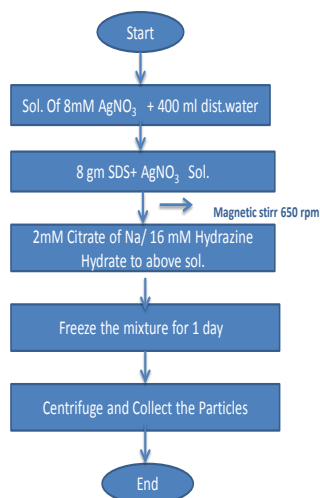 Start
Sol. Of 8mM AgNO₃ + 400 ml dist.water
8 gm SDS+ AgNO₃ Sol.
Magnetic stirr 650 rpm
2mM Citrate of Na/ 16 mM Hydrazine
Hydrate to above sol.
Freeze the mixture for 1 day
Centrifuge and Collect the Particles
End